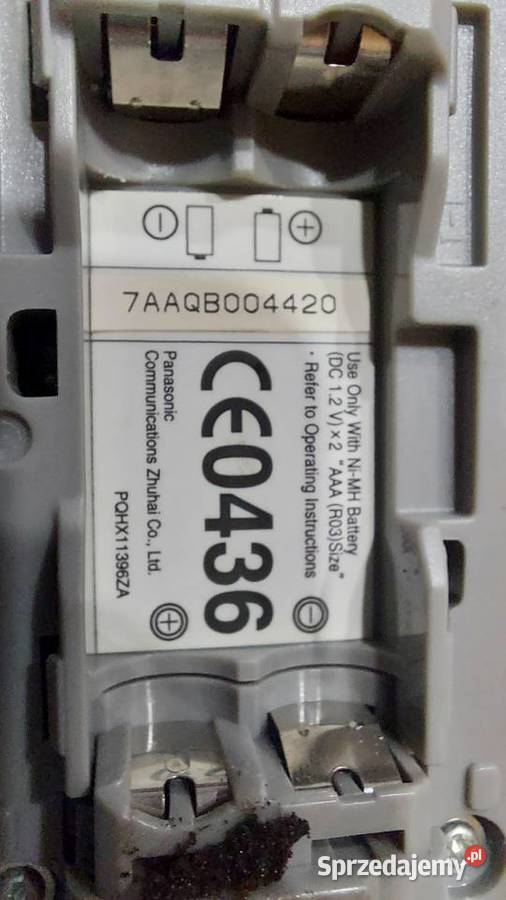 7AAQB004420
Use Only With Ni-MH Battery
(DC 1.2 V) × 2 "AAA (R03)Size"
· Refer to Operating Instructions
CE0436
Panasonic
Communications Zhuhai Co., Ltd.
PQHX11396ZA
Sprzedajemy.pl